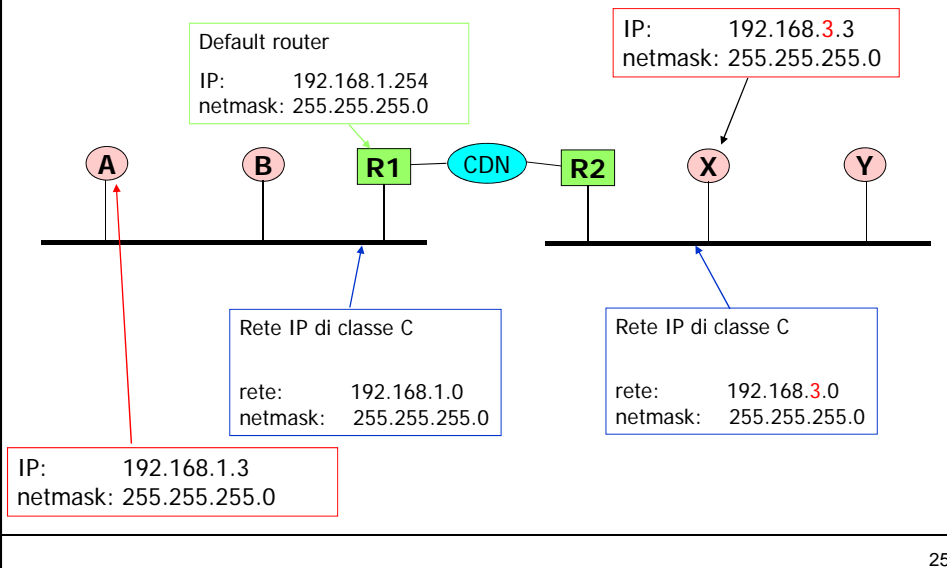 Default router
IP: 192.168.1.254
netmask: 255.255.255.0
IP: 192.168.3.3
netmask: 255.255.255.0
A
B
R1
CDN
R2
X
Y
Rete IP di classe C
rete: 192.168.1.0
netmask: 255.255.255.0
Rete IP di classe C
rete: 192.168.3.0
netmask: 255.255.255.0
IP: 192.168.1.3
netmask: 255.255.255.0
25